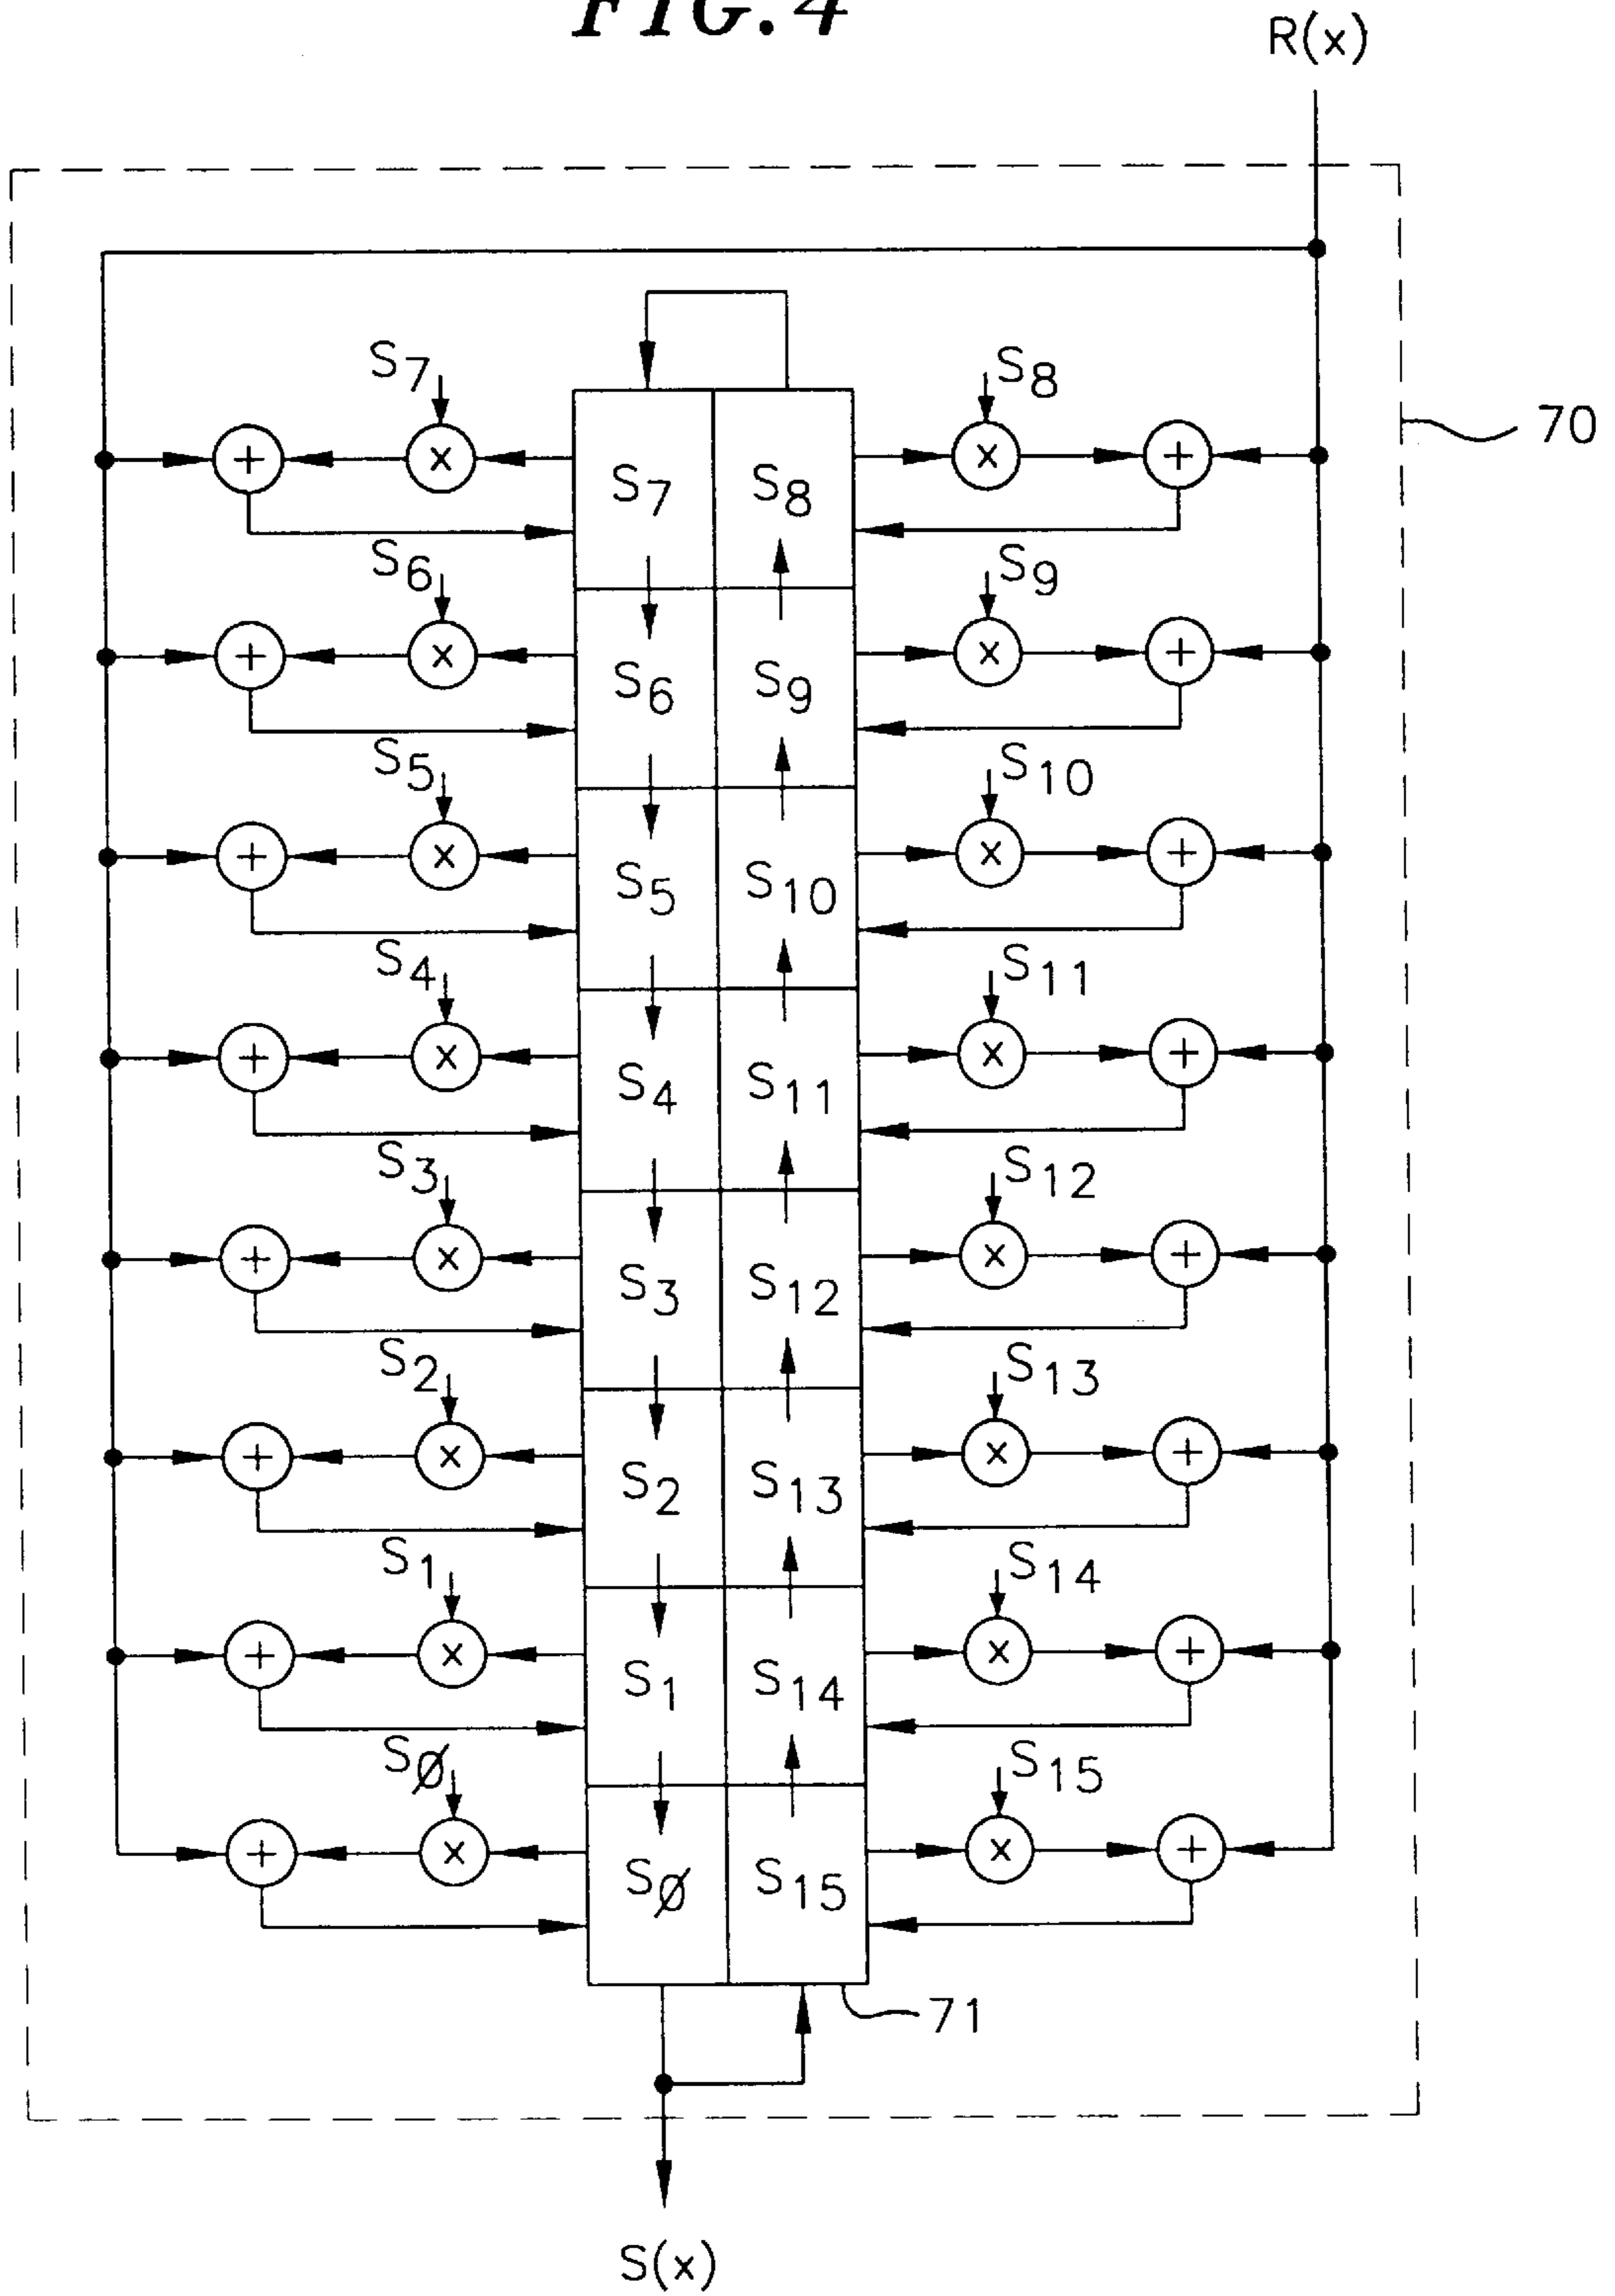 FIG. 4
R(x)
70
S7 S8
+ x S7 S8 x +
S6 S9
+ x S6 S9 x +
S5 S10
+ x S5 S10 x +
S4 S11
+ x S4 S11 x +
S3 S12
+ x S3 S12 x +
S2 S13
+ x S2 S13 x +
S1 S14
+ x S1 S14 x +
SØ S15
+ x SØ S15 x +
71
S(x)